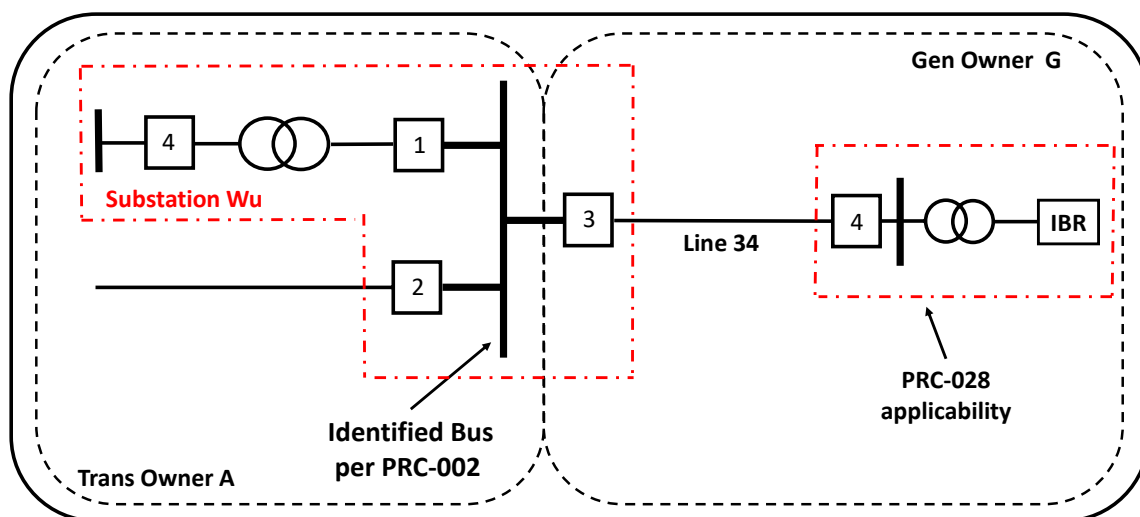 Gen Owner G
4
1
Substation Wu
3
Line 34
4
IBR
2
Identified Bus
per PRC-002
PRC-028
applicability
Trans Owner A